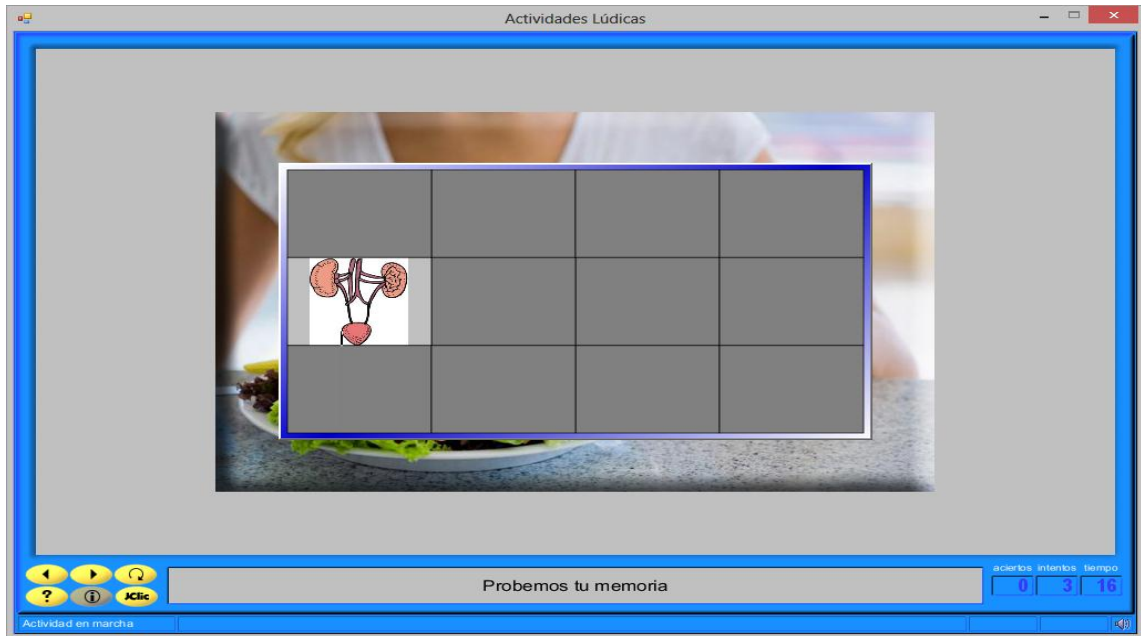 Actividades Lúdicas
Probemos tu memoria
aciertos intentos tiempo
0 3 16
? i JClic
Actividad en marcha